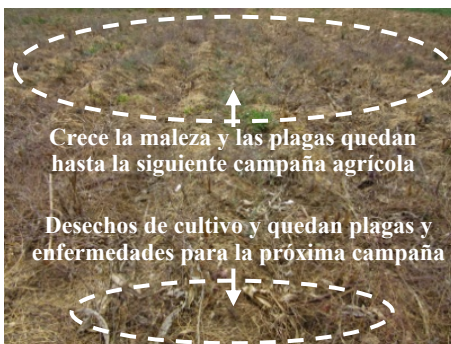 Crece la maleza y las plagas quedan
hasta la siguiente campaña agrícola
Desechos de cultivo y quedan plagas y
enfermedades para la próxima campaña